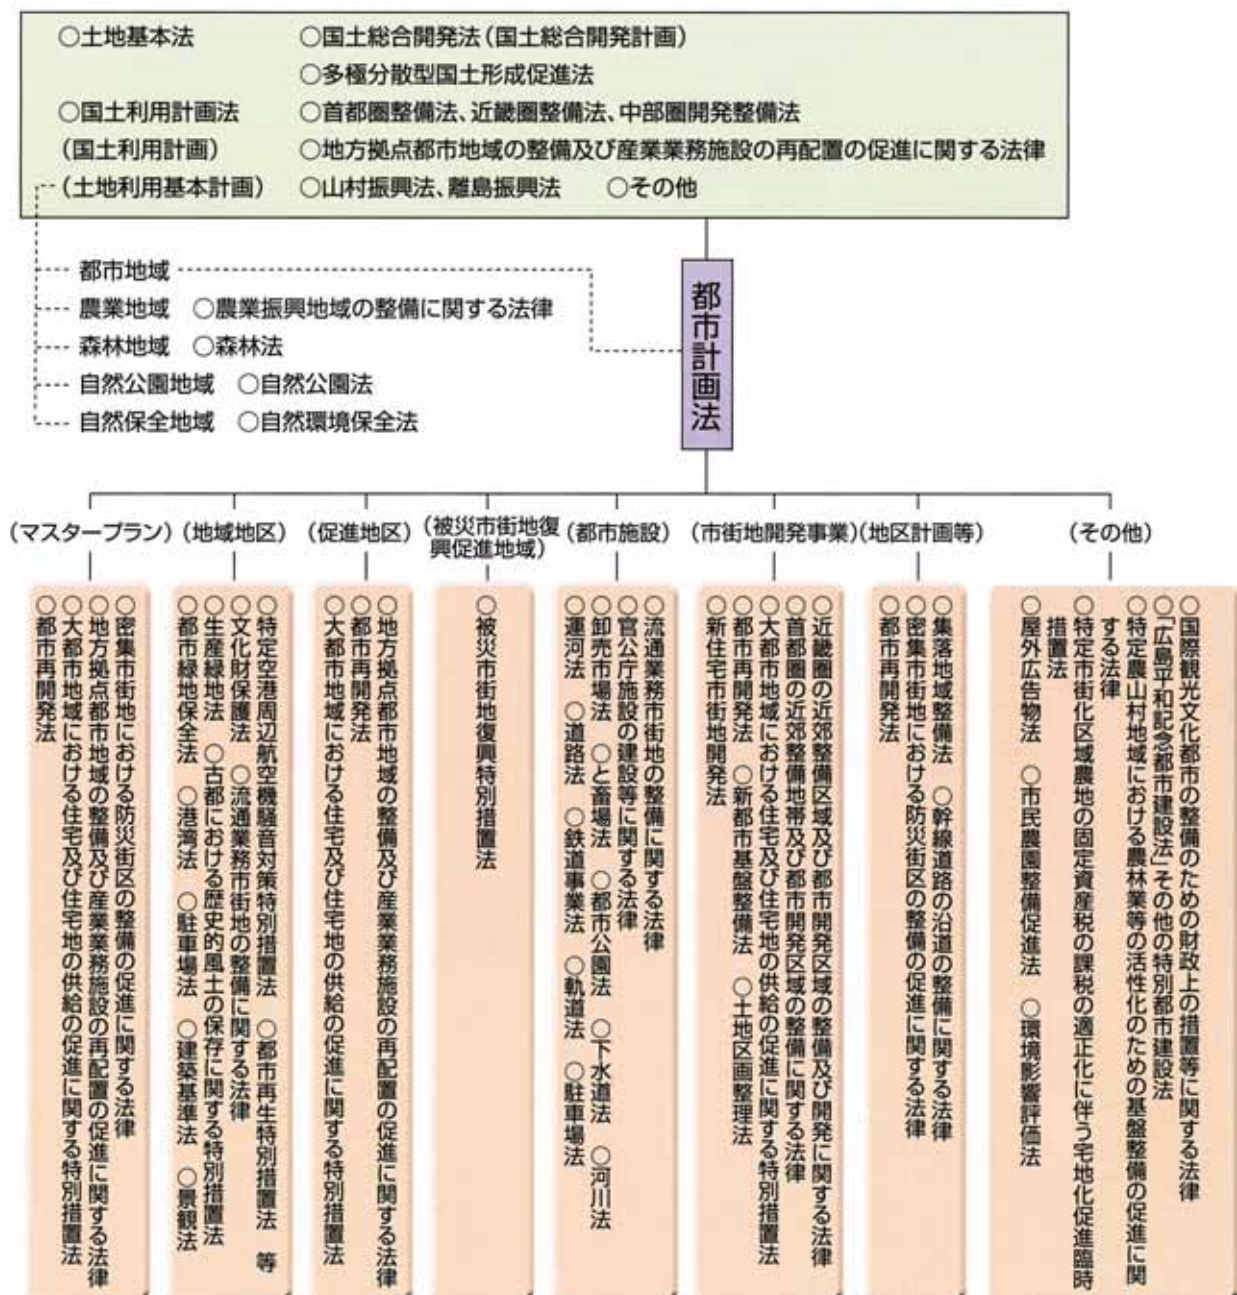 ○土地基本法 ○国土総合開発法(国土総合開発計画)
○多極分散型国土形成促進法
○国土利用計画法 ○首都圏整備法、近畿圏整備法、中部圏開発整備法
(国土利用計画) ○地方拠点都市地域の整備及び産業業務施設の再配置の促進に関する法律
(土地利用基本計画) ○山村振興法、離島振興法 ○その他
都市地域
農業地域 ○農業振興地域の整備に関する法律
森林地域 ○森林法
自然公園地域 ○自然公園法
自然保全地域 ○自然環境保全法
都市計画法
(マスタープラン)
○密集市街地における防災街区の整備の促進に関する法律
○地方拠点都市地域の整備及び産業業務施設の再配置の促進に関する法律
○大都市地域における住宅及び住宅地の供給の促進に関する特別措置法
○都市再開発法
(地域地区)
○特定空港周辺航空機騒音対策特別措置法 ○都市再生特別措置法 等
○文化財保護法 ○流通業務市街地の整備に関する法律
○生産緑地法 ○古都における歴史的風土の保存に関する特別措置法
○都市緑地保全法 ○港湾法 ○駐車場法 ○建築基準法 ○景観法
(促進地区)
○地方拠点都市地域の整備及び産業業務施設の再配置の促進に関する法律
○都市再開発法
○大都市地域における住宅及び住宅地の供給の促進に関する特別措置法
(被災市街地復
興促進地域)
○被災市街地復興特別措置法
(都市施設)
○流通業務市街地の整備に関する法律
○官公庁施設の建設等に関する法律
○卸売市場法 ○と畜場法 ○都市公園法 ○下水道法 ○河川法
○運河法 ○道路法 ○鉄道事業法 ○軌道法 ○駐車場法
(市街地開発事業)
○近畿圏の近郊整備区域及び都市開発区域の整備及び開発に関する法律
○首都圏の近郊整備地帯及び都市開発区域の整備に関する法律
○大都市地域における住宅及び住宅地の供給の促進に関する特別措置法
○都市再開発法 ○新都市基盤整備法 ○土地区画整理法
○新住宅市街地開発法
(地区計画等)
○集落地域整備法 ○幹線道路の沿道の整備に関する法律
○密集市街地における防災街区の整備の促進に関する法律
○都市再開発法
(その他)
○国際観光文化都市の整備のための財政上の措置等に関する法律
○「広島平和記念都市建設法」その他の特別都市建設法
○特定農山村地域における農林業等の活性化のための基盤整備の促進に関
する法律
○特定市街化区域農地の固定資産税の課税の適正化に伴う宅地化促進臨時
措置法
○屋外広告物法 ○市民農園整備促進法 ○環境影響評価法